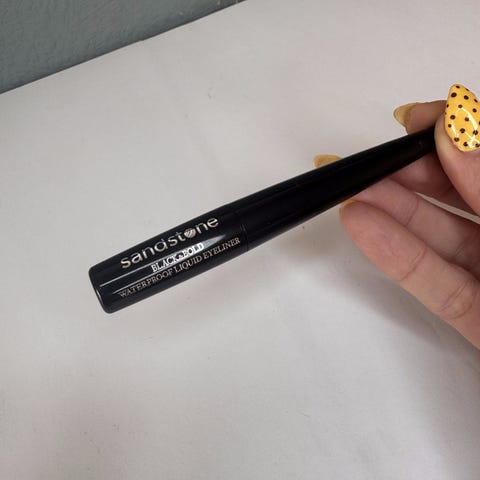 sandstone
BLACK & BOLD
WATERPROOF LIQUID EYELINER